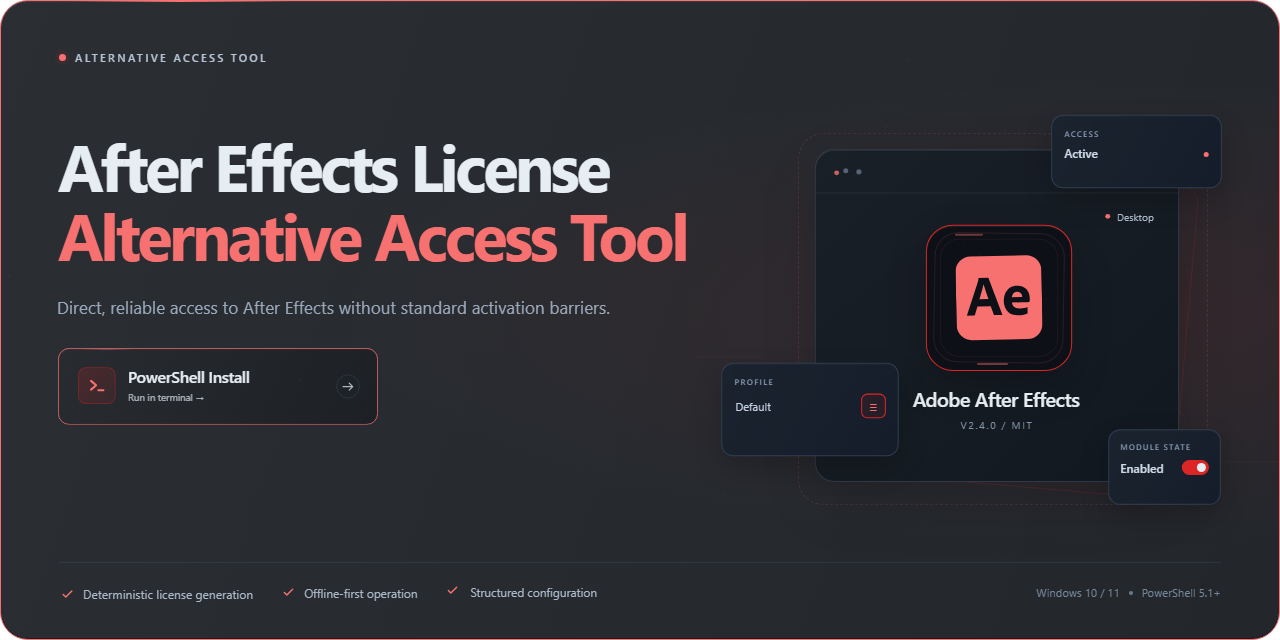 ALTERNATIVE ACCESS TOOL
After Effects License
Alternative Access Tool
Direct, reliable access to After Effects without standard activation barriers.
PowerShell Install
Run in terminal →
ACCESS
Active
Desktop
Ae
PROFILE
Default
Adobe After Effects
V2.4.0 / MIT
MODULE STATE
Enabled
Deterministic license generation
Offline-first operation
Structured configuration
Windows 10 / 11 • PowerShell 5.1+